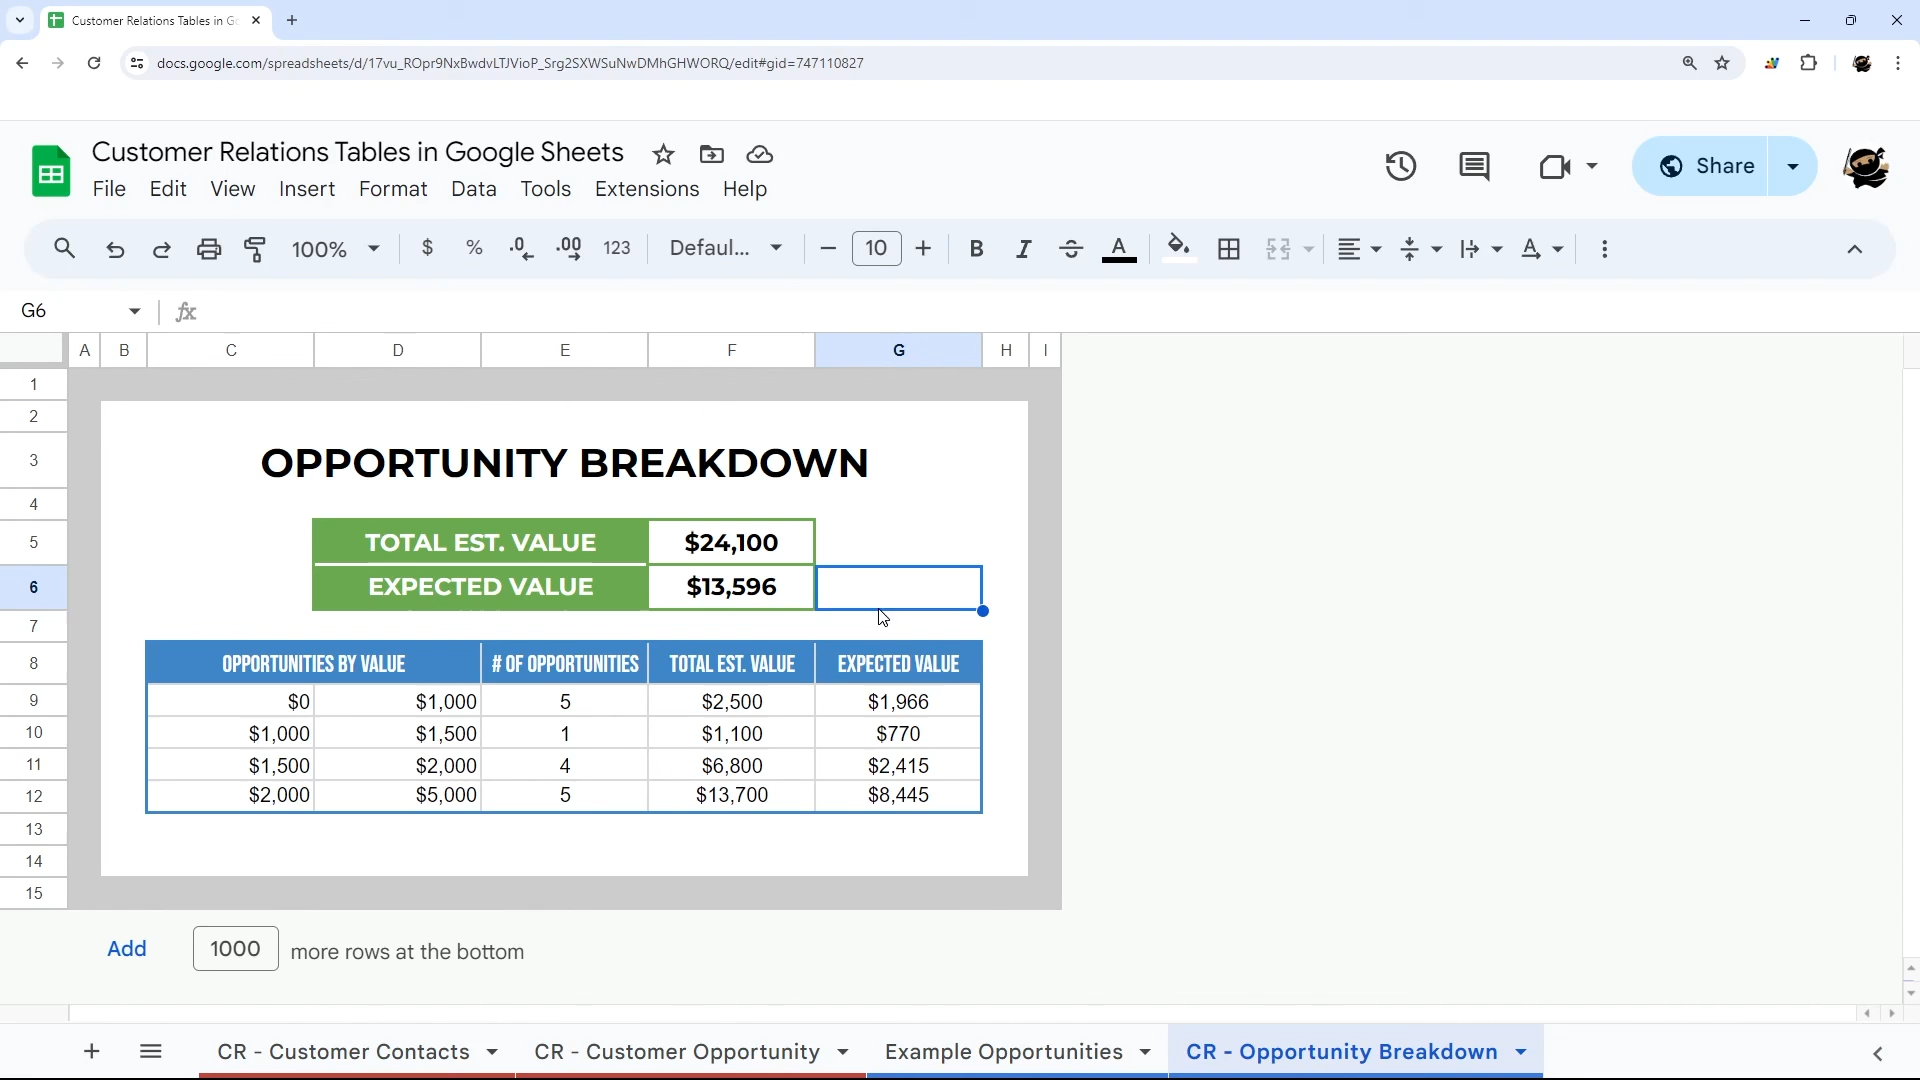 Customer Relations Tables in G
docs.google.com/spreadsheets/d/17vu_ROpr9NxBwdvLTJVioP_Srg2SXWSuNwDMhGHWORQ/edit#gid=747110827
Customer Relations Tables in Google Sheets
File Edit View Insert Format Data Tools Extensions Help
Share
100% $ % .0 .00 123 Defaul... 10 B I A
G6 fx
A B C D E F G H I
1
2
3 OPPORTUNITY BREAKDOWN
4
5 TOTAL EST. VALUE $24,100
6 EXPECTED VALUE $13,596
7
8 OPPORTUNITIES BY VALUE # OF OPPORTUNITIES TOTAL EST. VALUE EXPECTED VALUE
9 $0 $1,000 5 $2,500 $1,966
10 $1,000 $1,500 1 $1,100 $770
11 $1,500 $2,000 4 $6,800 $2,415
12 $2,000 $5,000 5 $13,700 $8,445
13
14
15
Add 1000 more rows at the bottom
CR - Customer Contacts CR - Customer Opportunity Example Opportunities CR - Opportunity Breakdown